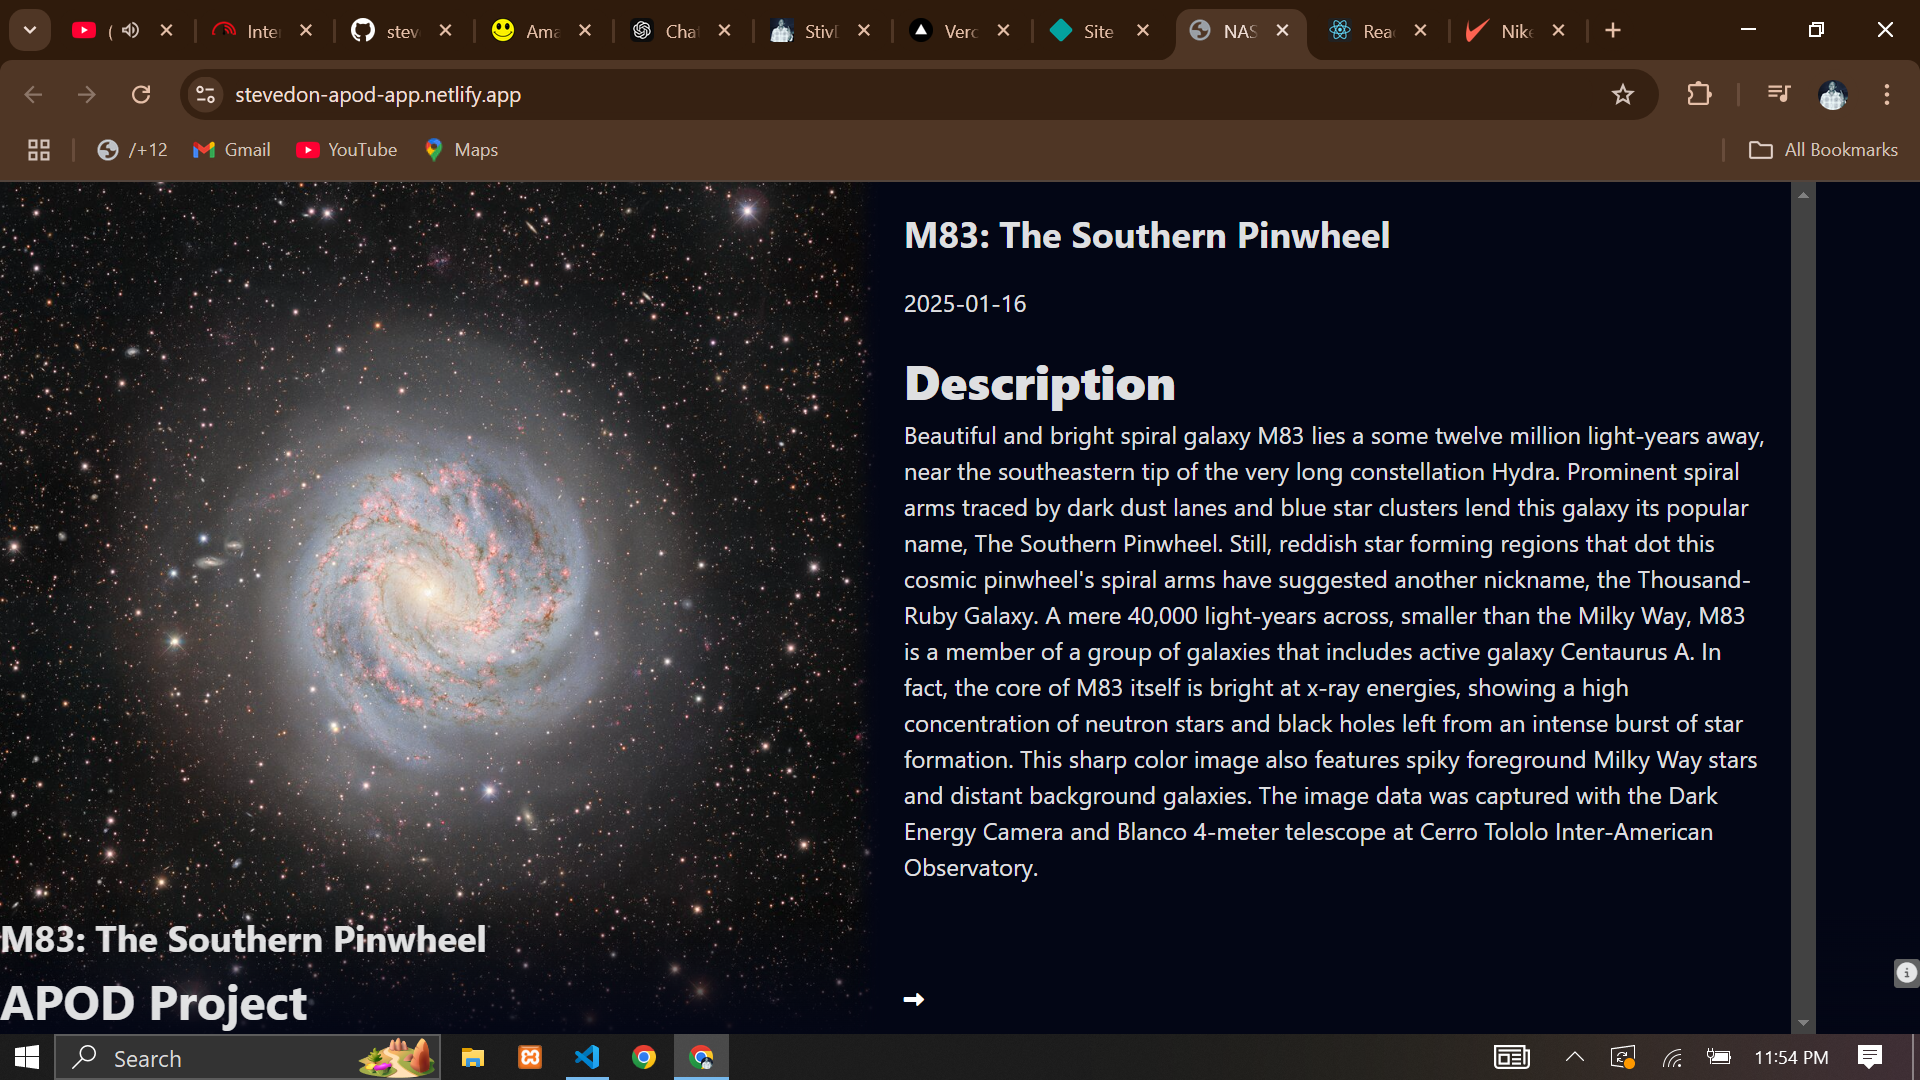 (
Inte
stev
Ama
Cha
Stiv
Verc
Site
NAS
Rea
Nike
stevedon-apod-app.netlify.app
/+12
Gmail
YouTube
Maps
All Bookmarks
M83: The Southern Pinwheel
2025-01-16
Description
Beautiful and bright spiral galaxy M83 lies a some twelve million light-years away,
near the southeastern tip of the very long constellation Hydra. Prominent spiral
arms traced by dark dust lanes and blue star clusters lend this galaxy its popular
name, The Southern Pinwheel. Still, reddish star forming regions that dot this
cosmic pinwheel's spiral arms have suggested another nickname, the Thousand-
Ruby Galaxy. A mere 40,000 light-years across, smaller than the Milky Way, M83
is a member of a group of galaxies that includes active galaxy Centaurus A. In
fact, the core of M83 itself is bright at x-ray energies, showing a high
concentration of neutron stars and black holes left from an intense burst of star
formation. This sharp color image also features spiky foreground Milky Way stars
and distant background galaxies. The image data was captured with the Dark
Energy Camera and Blanco 4-meter telescope at Cerro Tololo Inter-American
Observatory.
M83: The Southern Pinwheel
APOD Project
Search
11:54 PM